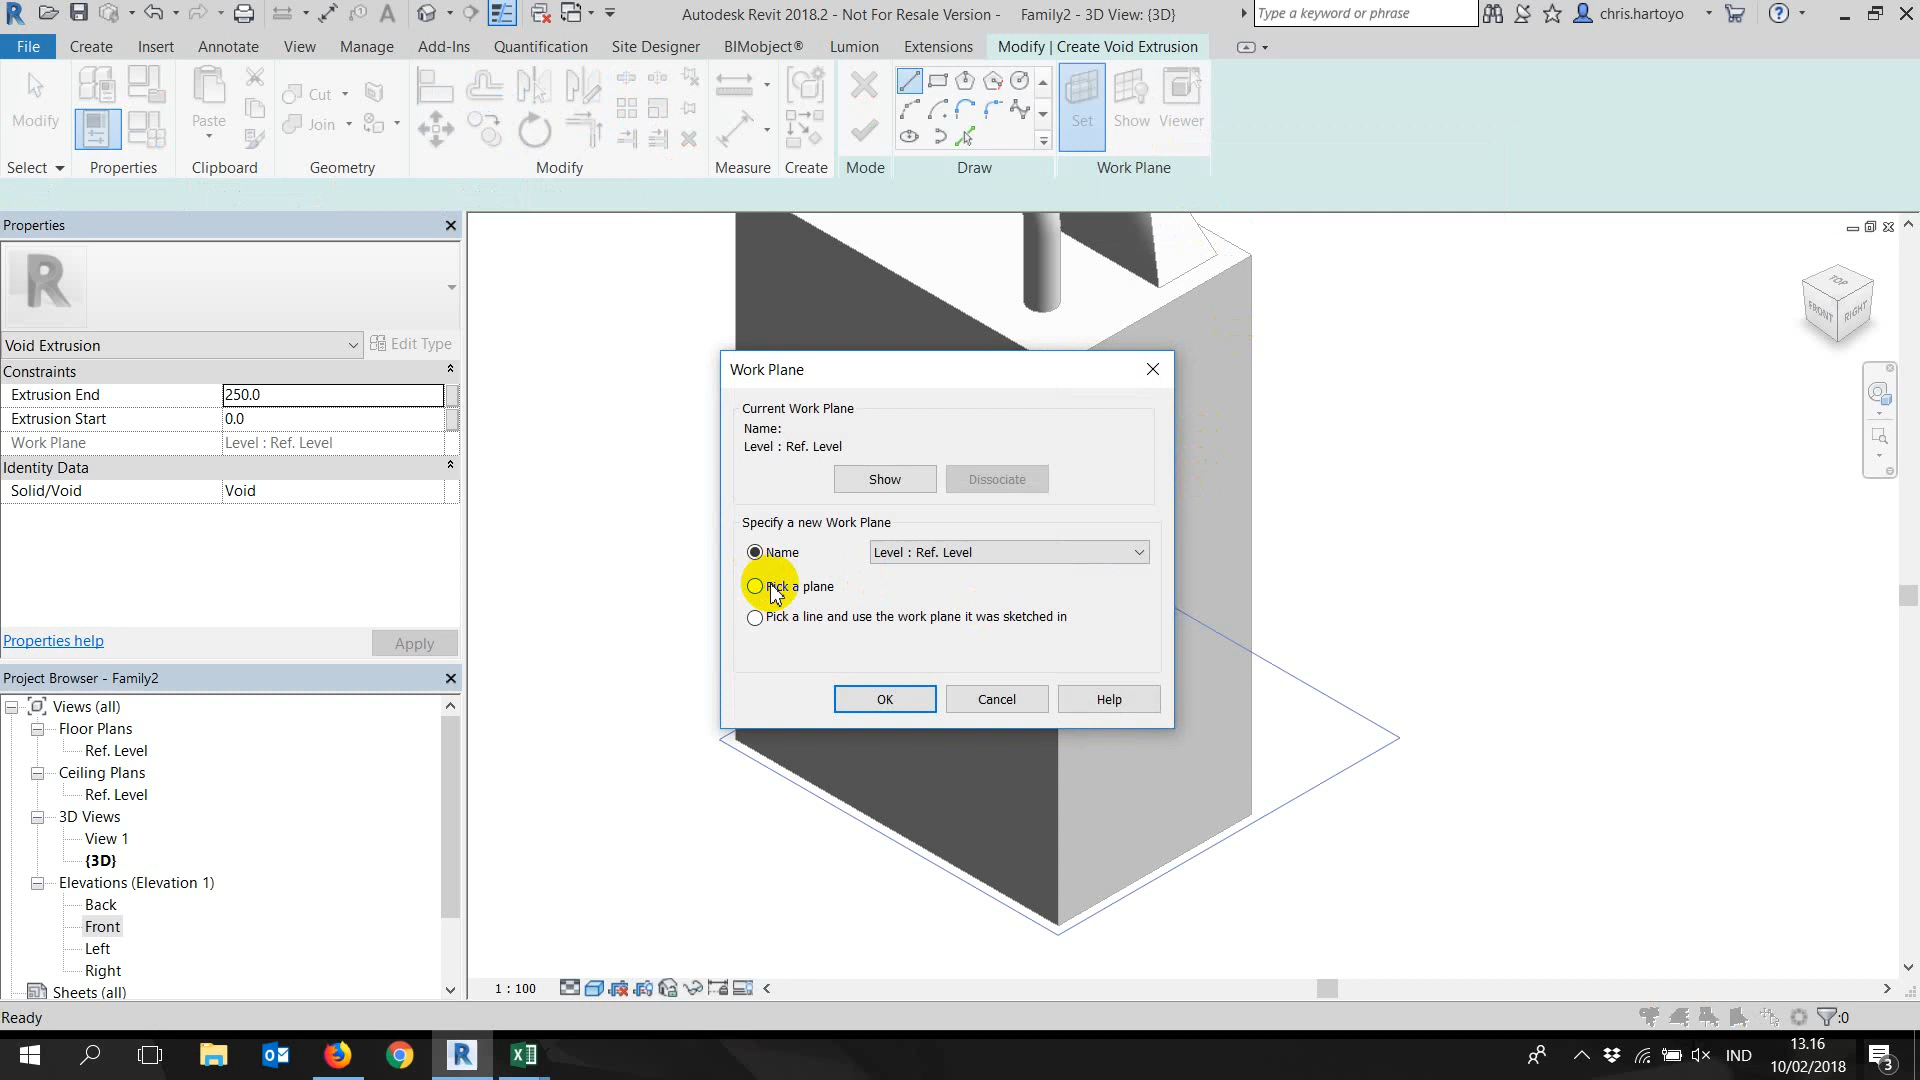 Autodesk Revit 2018.2 - Not For Resale Version - Family2 - 3D View: {3D}
Type a keyword or phrase
chris.hartoyo
File Create Insert Annotate View Manage Add-Ins Quantification Site Designer BIMobject® Lumion Extensions Modify | Create Void Extrusion
Modify Paste Cut Join Set Show Viewer
Select Properties Clipboard Geometry Modify Measure Create Mode Draw Work Plane
Properties
Void Extrusion
Edit Type
Constraints
Extrusion End 250.0
Extrusion Start 0.0
Work Plane Level : Ref. Level
Identity Data
Solid/Void Void
Properties help
Apply
Project Browser - Family2
Views (all)
Floor Plans
Ref. Level
Ceiling Plans
Ref. Level
3D Views
View 1
{3D}
Elevations (Elevation 1)
Back
Front
Left
Right
Sheets (all)
TOP
FRONT
RIGHT
Work Plane
Current Work Plane
Name:
Level : Ref. Level
Show Dissociate
Specify a new Work Plane
Name Level : Ref. Level
Pick a plane
Pick a line and use the work plane it was sketched in
OK Cancel Help
1 : 100
Ready
:0
IND
13.16
10/02/2018
3